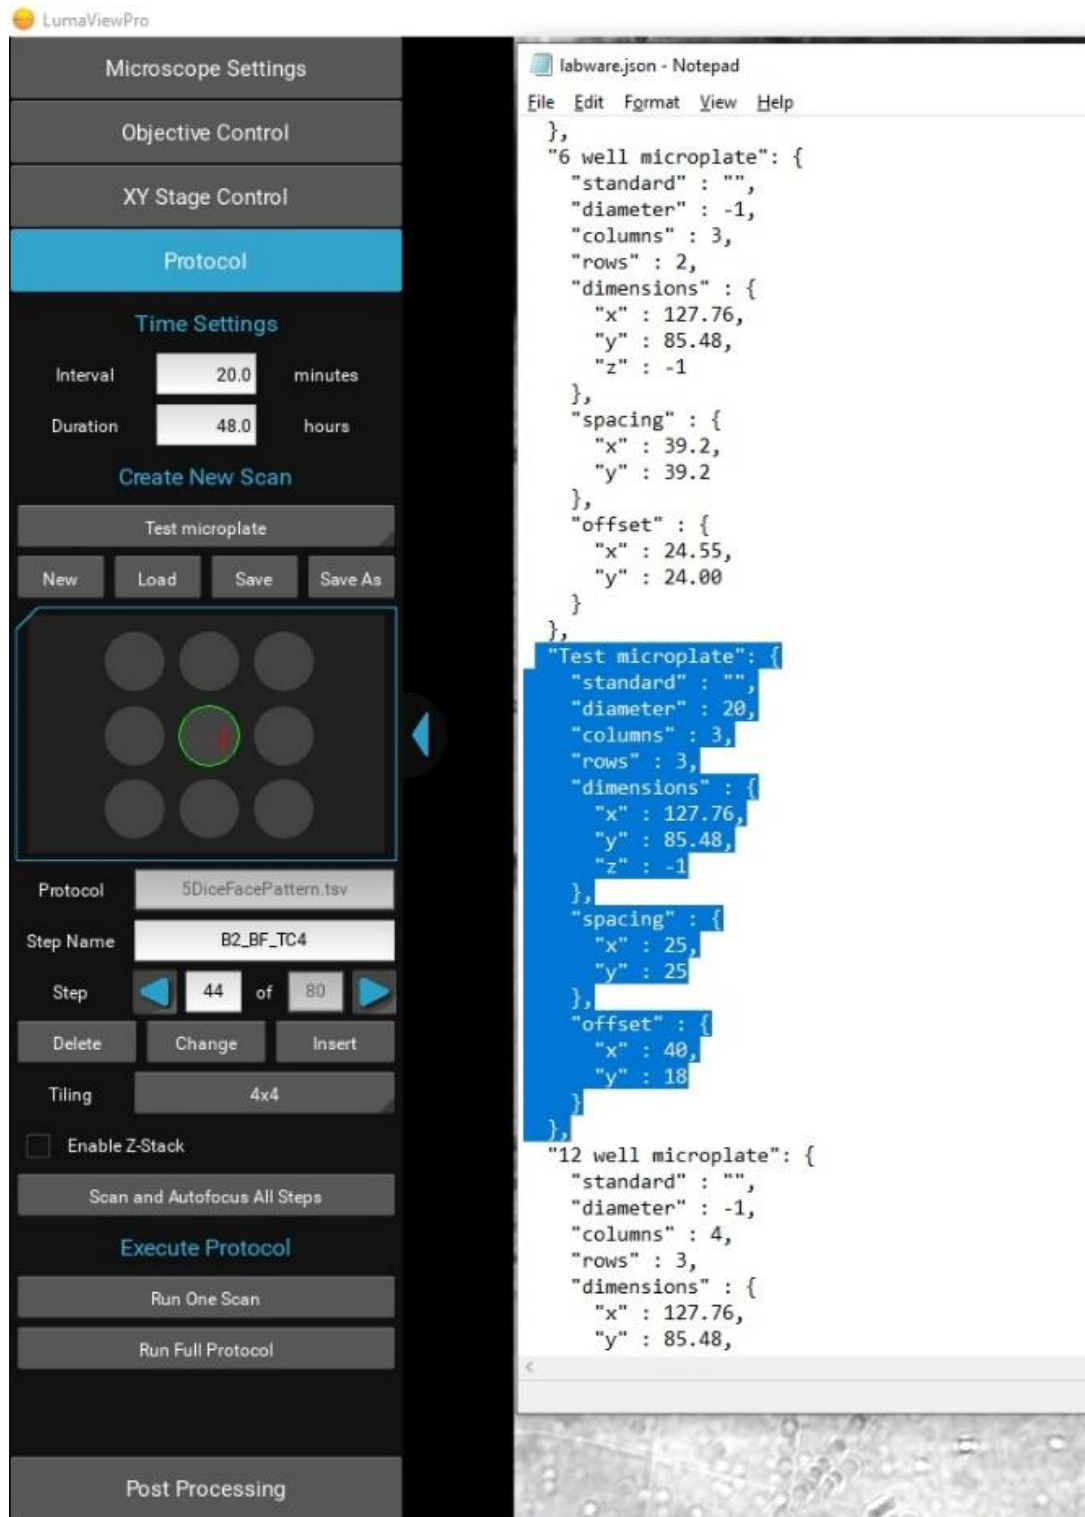 LumaViewPro
Microscope Settings
Objective Control
XY Stage Control
Protocol
Time Settings
Interval 20.0 minutes
Duration 48.0 hours
Create New Scan
Test microplate
New Load Save Save As
Protocol 5DiceFacePattern.tsv
Step Name B2_BF_TC4
Step 44 of 80
Delete Change Insert
Tiling 4x4
Enable Z-Stack
Scan and Autofocus All Steps
Execute Protocol
Run One Scan
Run Full Protocol
Post Processing
labware.json - Notepad
File Edit Format View Help
},
"6 well microplate": {
"standard" : "",
"diameter" : -1,
"columns" : 3,
"rows" : 2,
"dimensions" : {
"x" : 127.76,
"y" : 85.48,
"z" : -1
},
"spacing" : {
"x" : 39.2,
"y" : 39.2
},
"offset" : {
"x" : 24.55,
"y" : 24.00
}
},
"Test microplate": {
"standard" : "",
"diameter" : 20,
"columns" : 3,
"rows" : 3,
"dimensions" : {
"x" : 127.76,
"y" : 85.48,
"z" : -1
},
"spacing" : {
"x" : 25,
"y" : 25
},
"offset" : {
"x" : 40,
"y" : 18
}
},
"12 well microplate": {
"standard" : "",
"diameter" : -1,
"columns" : 4,
"rows" : 3,
"dimensions" : {
"x" : 127.76,
"y" : 85.48,